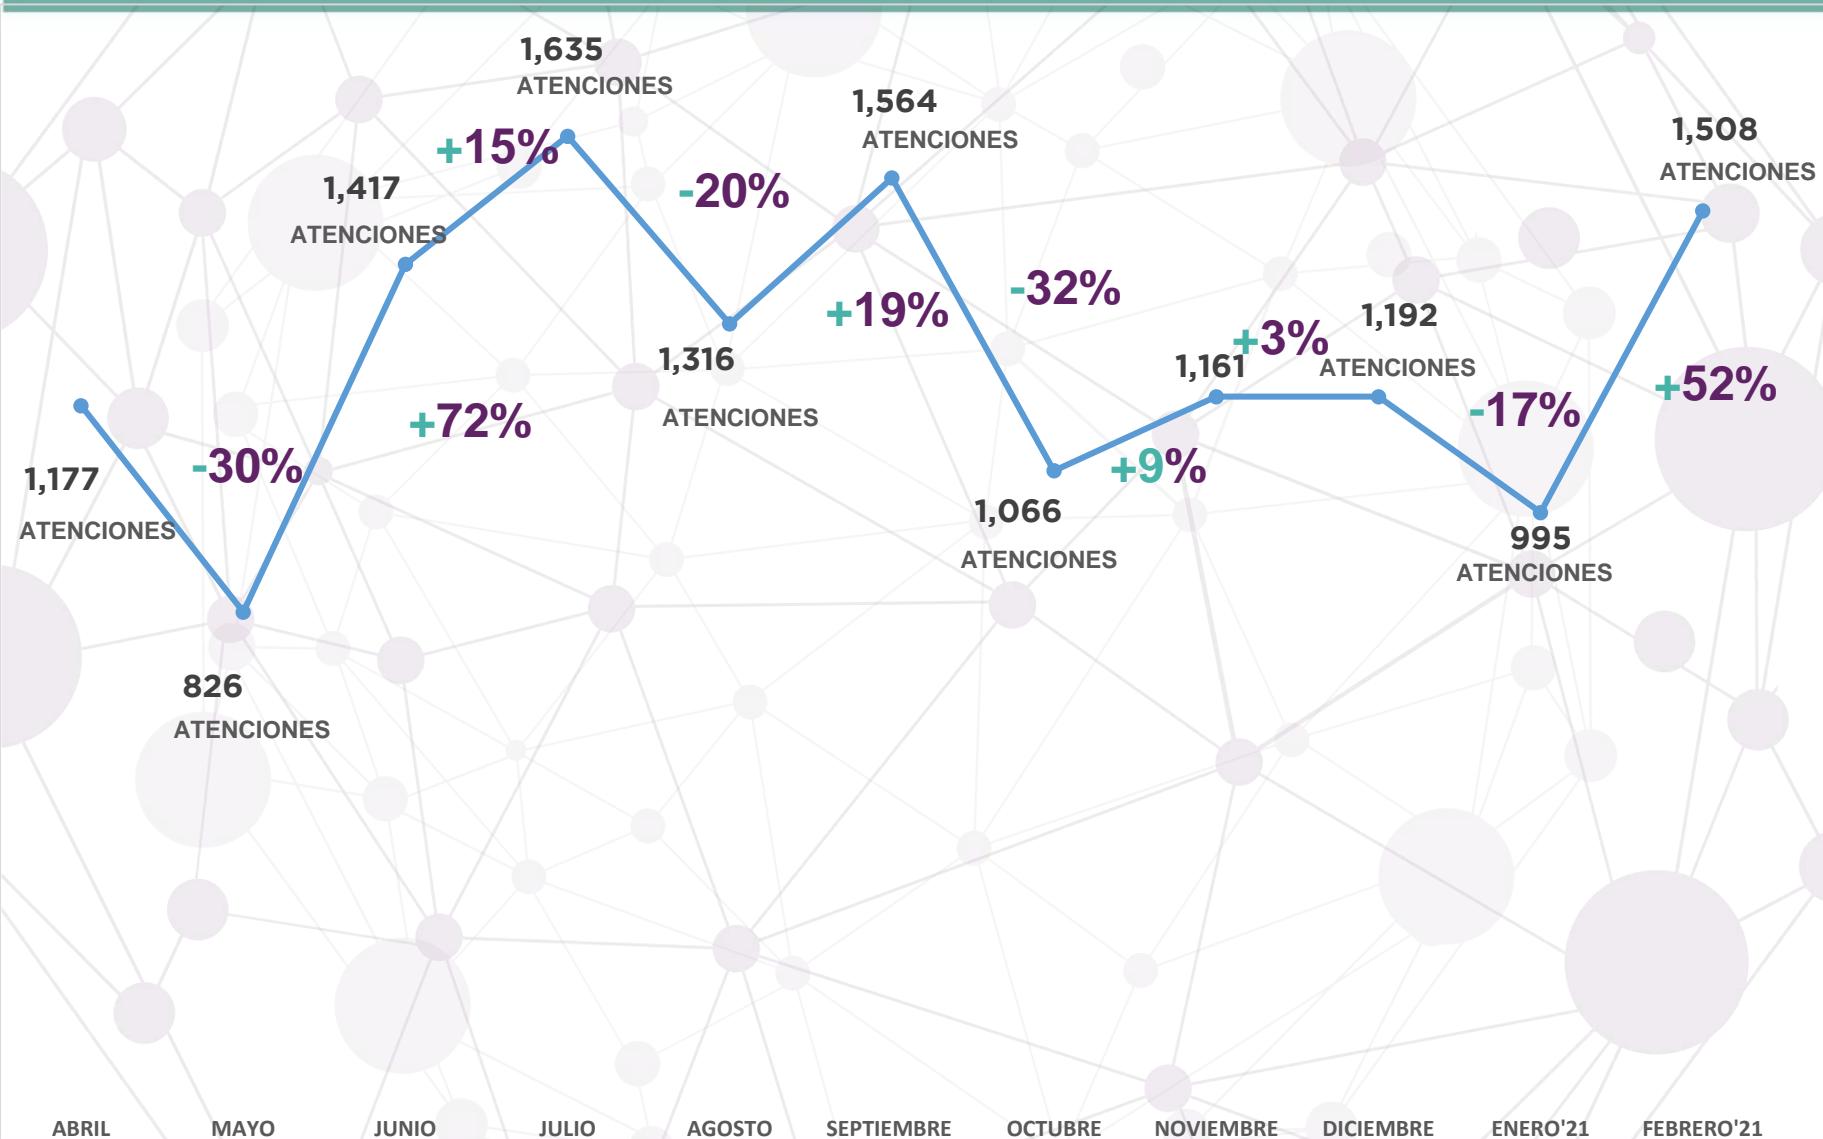 1,635
ATENCIONES
1,564
ATENCIONES
1,508
ATENCIONES
+15%
1,417
ATENCIONES
-20%
+19%
-32%
1,316
ATENCIONES
1,192
ATENCIONES
+3%
1,161
+52%
-17%
+72%
-30%
+9%
1,177
ATENCIONES
1,066
ATENCIONES
995
ATENCIONES
826
ATENCIONES
ABRIL MAYO JUNIO JULIO AGOSTO SEPTIEMBRE OCTUBRE NOVIEMBRE DICIEMBRE ENERO'21 FEBRERO'21